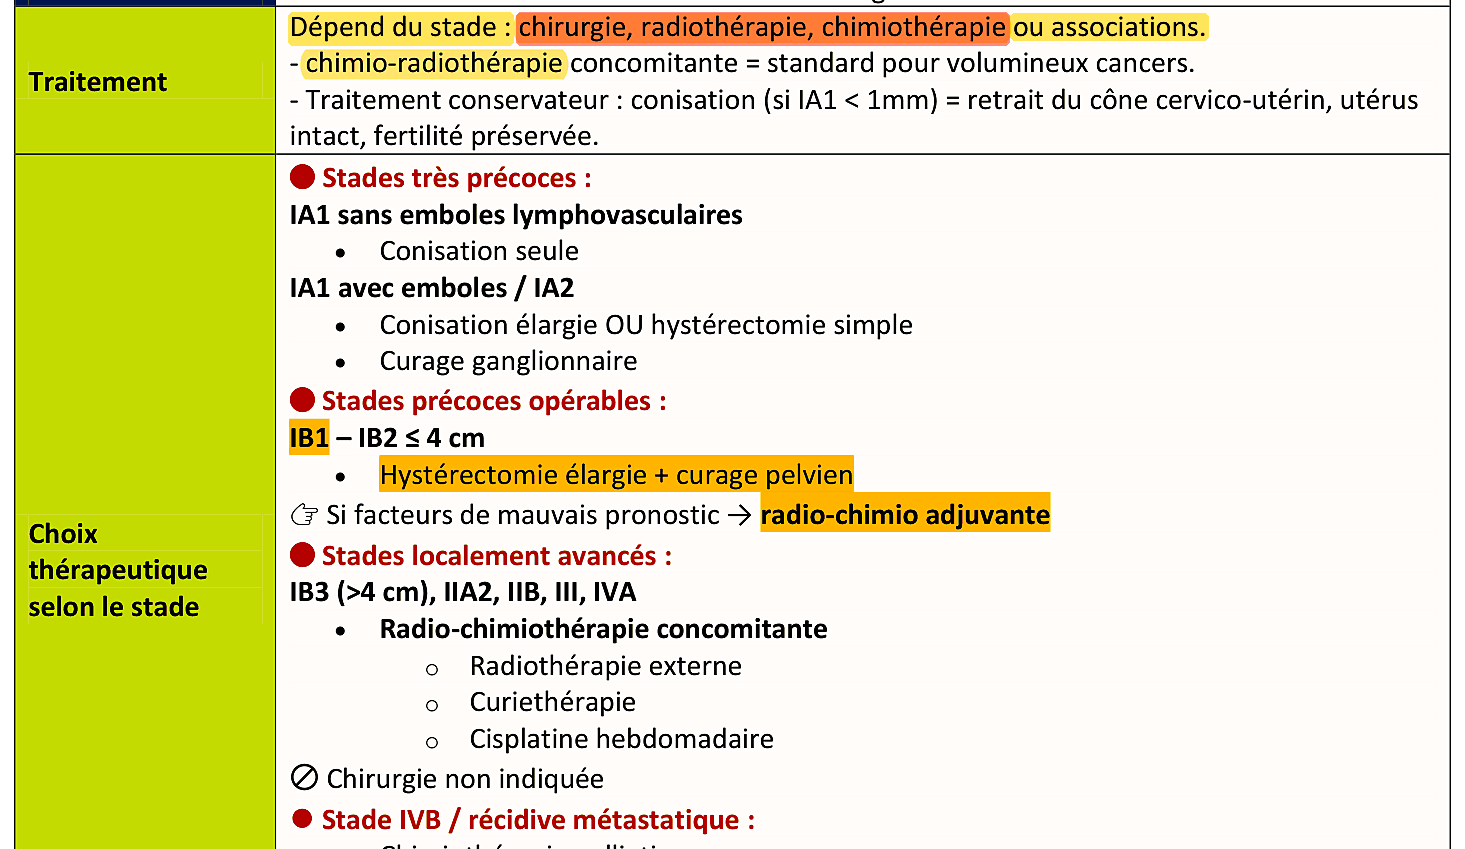 Traitement
Dépend du stade : chirurgie, radiothérapie, chimiothérapie ou associations.
- chimio-radiothérapie concomitante = standard pour volumineux cancers.
- Traitement conservateur : conisation (si IA1 < 1mm) = retrait du cône cervico-utérin, utérus
intact, fertilité préservée.
Choix
thérapeutique
selon le stade
Stades très précoces :
IA1 sans emboles lymphovasculaires
• Conisation seule
IA1 avec emboles / IA2
• Conisation élargie OU hystérectomie simple
• Curage ganglionnaire
Stades précoces opérables :
IB1 – IB2 ≤ 4 cm
• Hystérectomie élargie + curage pelvien
👉 Si facteurs de mauvais pronostic → radio-chimio adjuvante
Stades localement avancés :
IB3 (>4 cm), IIA2, IIB, III, IVA
• Radio-chimiothérapie concomitante
o Radiothérapie externe
o Curiethérapie
o Cisplatine hebdomadaire
🚫 Chirurgie non indiquée
Stade IVB / récidive métastatique :